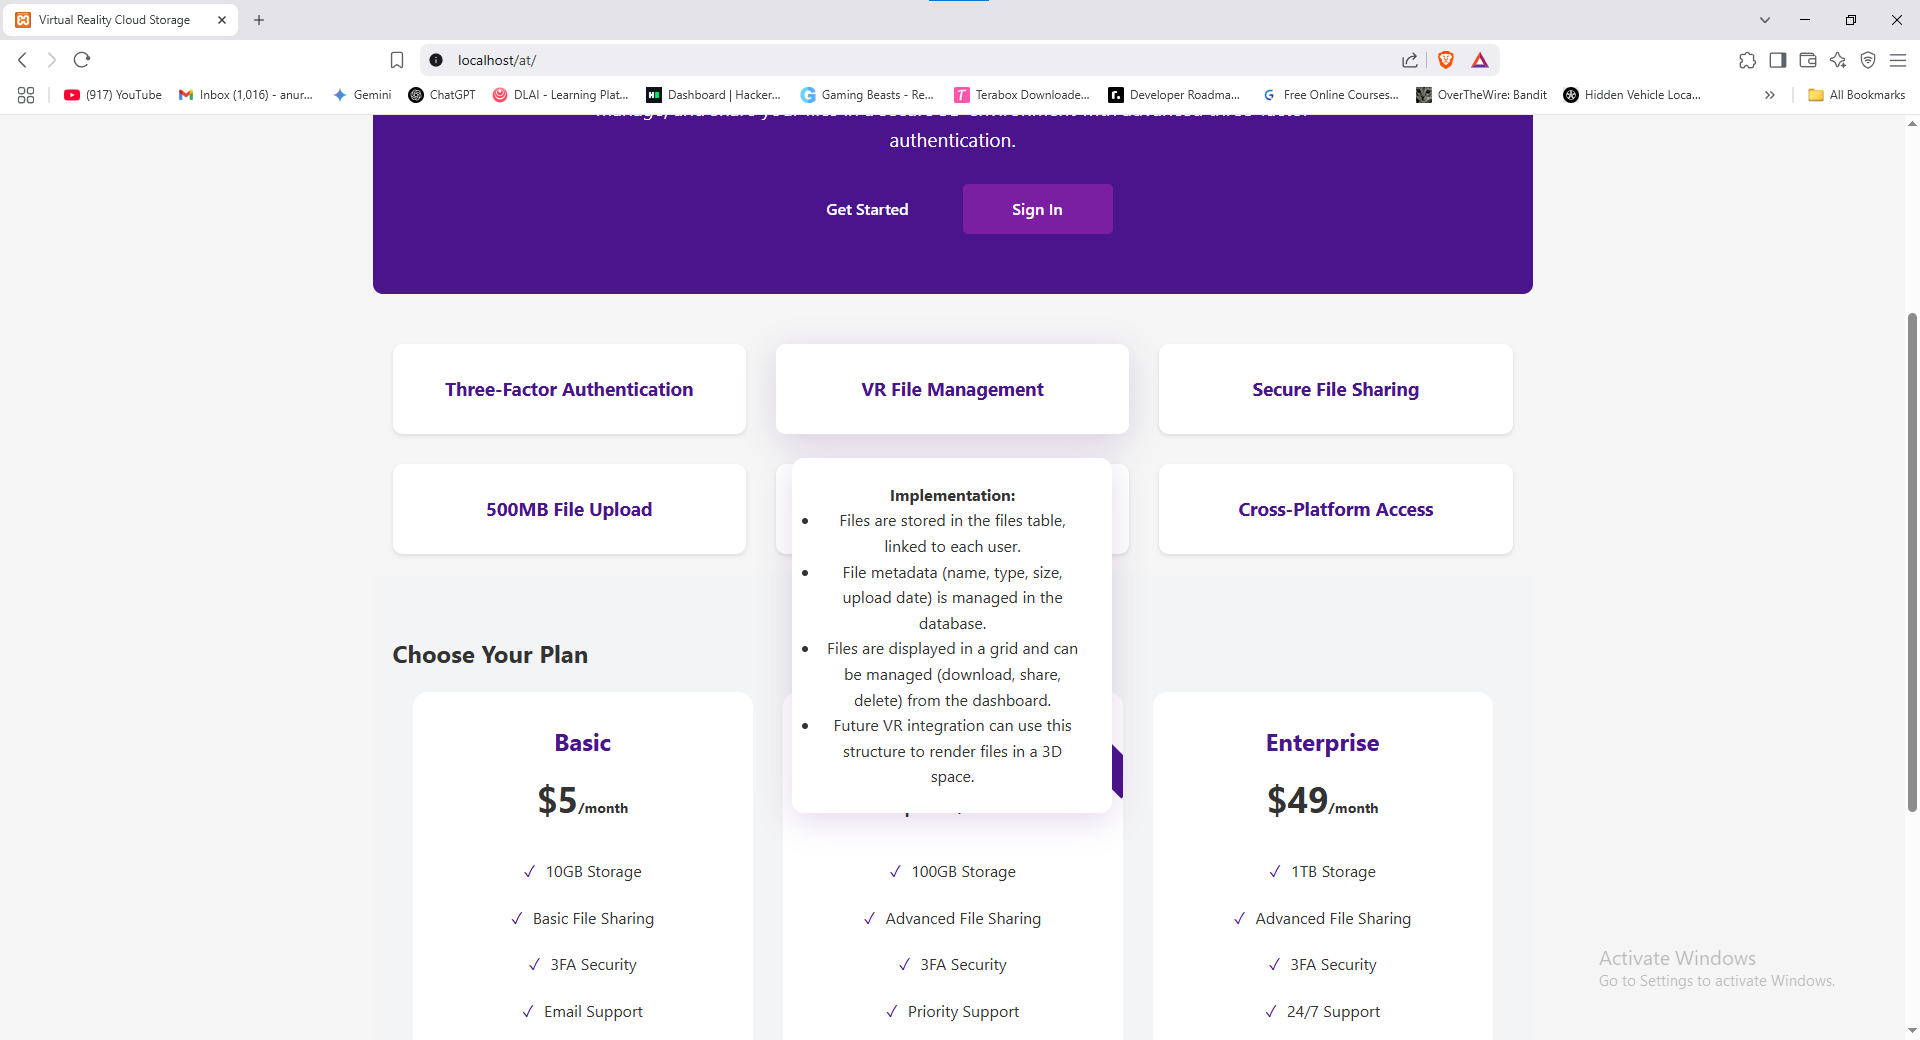 Virtual Reality Cloud Storage
localhost/at/
(917) YouTube
Inbox (1,016) - anur...
Gemini
ChatGPT
DLAI - Learning Plat...
Dashboard | Hacker...
Gaming Beasts - Re...
Terabox Downloade...
Developer Roadma...
Free Online Courses...
OverTheWire: Bandit
Hidden Vehicle Loca...
All Bookmarks
authentication.
Get Started
Sign In
Three-Factor Authentication
VR File Management
Secure File Sharing
500MB File Upload
Cross-Platform Access
Implementation:
Files are stored in the files table,
linked to each user.
File metadata (name, type, size,
upload date) is managed in the
database.
Files are displayed in a grid and can
be managed (download, share,
delete) from the dashboard.
Future VR integration can use this
structure to render files in a 3D
space.
Choose Your Plan
Basic
$5/month
✓ 10GB Storage
✓ Basic File Sharing
✓ 3FA Security
✓ Email Support
✓ 100GB Storage
✓ Advanced File Sharing
✓ 3FA Security
✓ Priority Support
Enterprise
$49/month
✓ 1TB Storage
✓ Advanced File Sharing
✓ 3FA Security
✓ 24/7 Support
Activate Windows
Go to Settings to activate Windows.